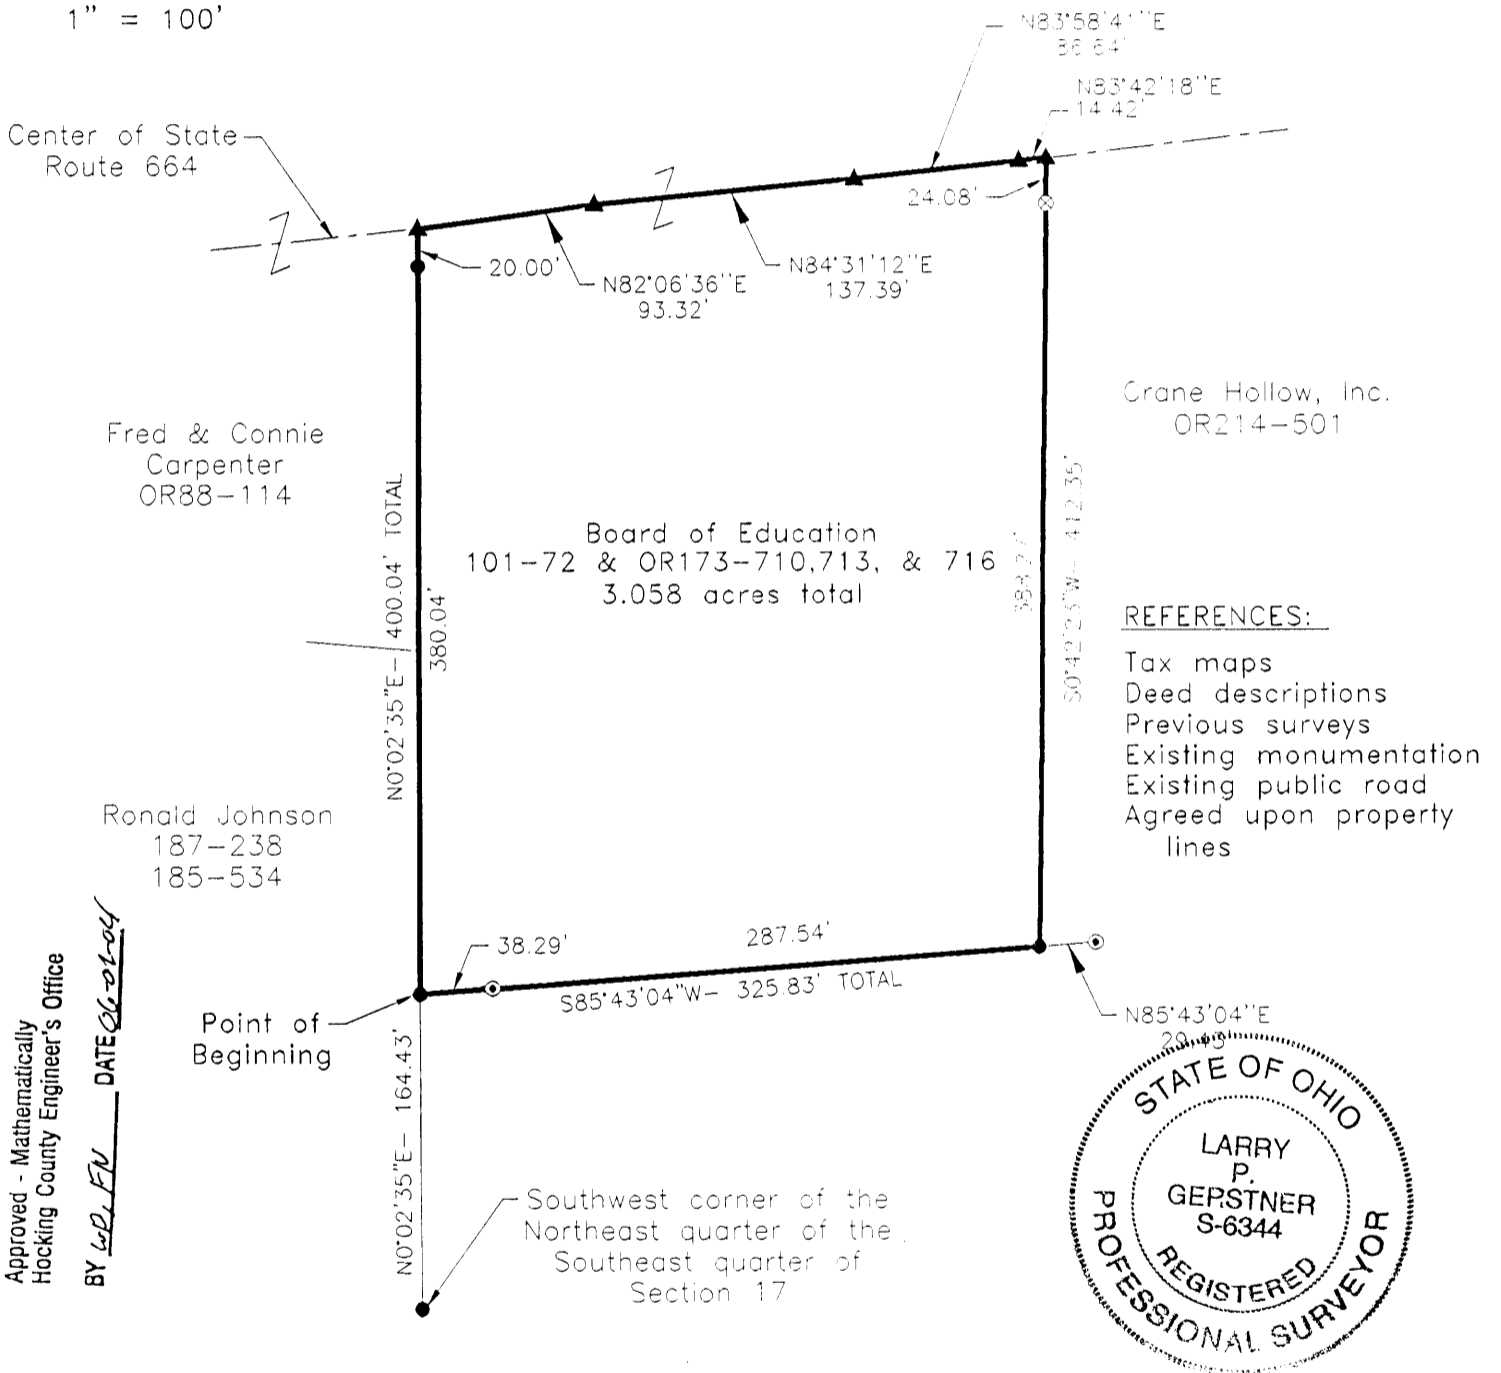 1" = 100'
N83°58'41"E
86.64'
N83°42'18"E
14.42'
Center of State
Route 664
24.08'
20.00'
N82°06'36"E
93.32'
N84°31'12"E
137.39'
Crane Hollow, Inc.
OR214-501
Fred & Connie
Carpenter
OR88-114
N0°02'35"E- 400.04' TOTAL
380.04'
Board of Education
101-72 & OR173-710,713, & 716
3.058 acres total
388.27'
S0°42'23"W- 412.35'
REFERENCES:
Tax maps
Deed descriptions
Previous surveys
Existing monumentation
Existing public road
Agreed upon property
lines
Ronald Johnson
187-238
185-534
38.29'
287.54'
S85°43'04"W- 325.83' TOTAL
Point of
Beginning
N85°43'04"E
29.43'
N0°02'35"E- 164.43'
Southwest corner of the
Northeast quarter of the
Southeast quarter of
Section 17
Approved - Mathematically
Hocking County Engineer's Office
BY DATE 06-01-04
STATE OF OHIO
LARRY
P.
GERSTNER
S-6344
REGISTERED
PROFESSIONAL SURVEYOR